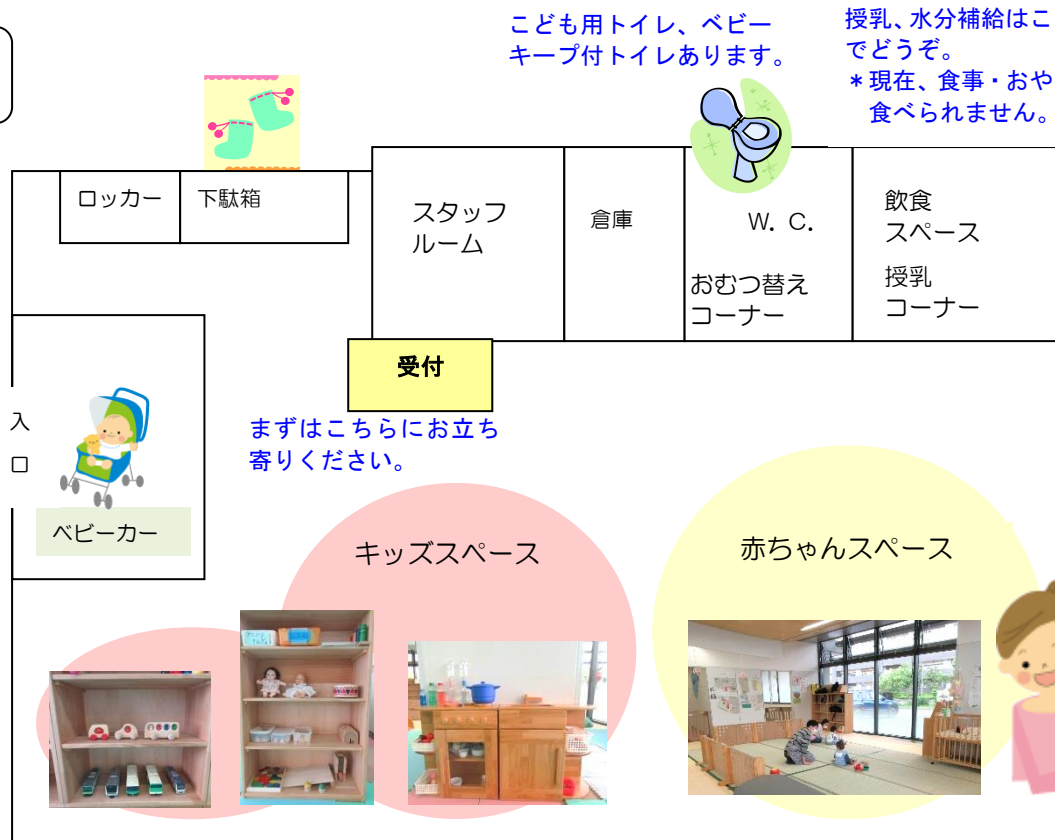 こども用トイレ、ベビー
キープ付トイレあります。
授乳、水分補給はこ
でどうぞ。
＊現在、食事・おや
食べられません。
ロッカー
下駄箱
スタッフ
ルーム
倉庫
W. C.
おむつ替え
コーナー
飲食
スペース
授乳
コーナー
受付
まずはこちらにお立ち
寄りください。
入
口
ベビーカー
キッズスペース
赤ちゃんスペース